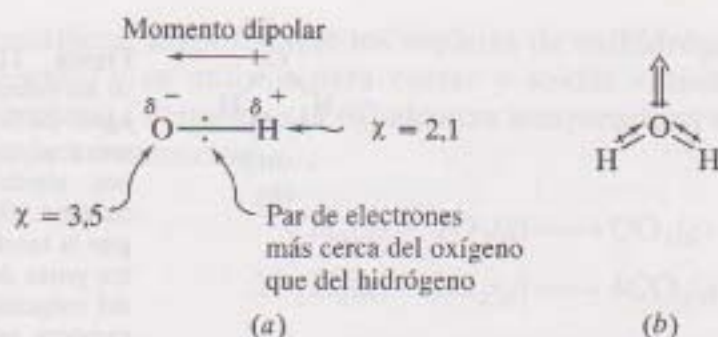 Momento dipolar
δ⁻ δ⁺
O : H χ = 2,1
χ = 3,5
Par de electrones
más cerca del oxígeno
que del hidrógeno
(a)
O
H H
(b)